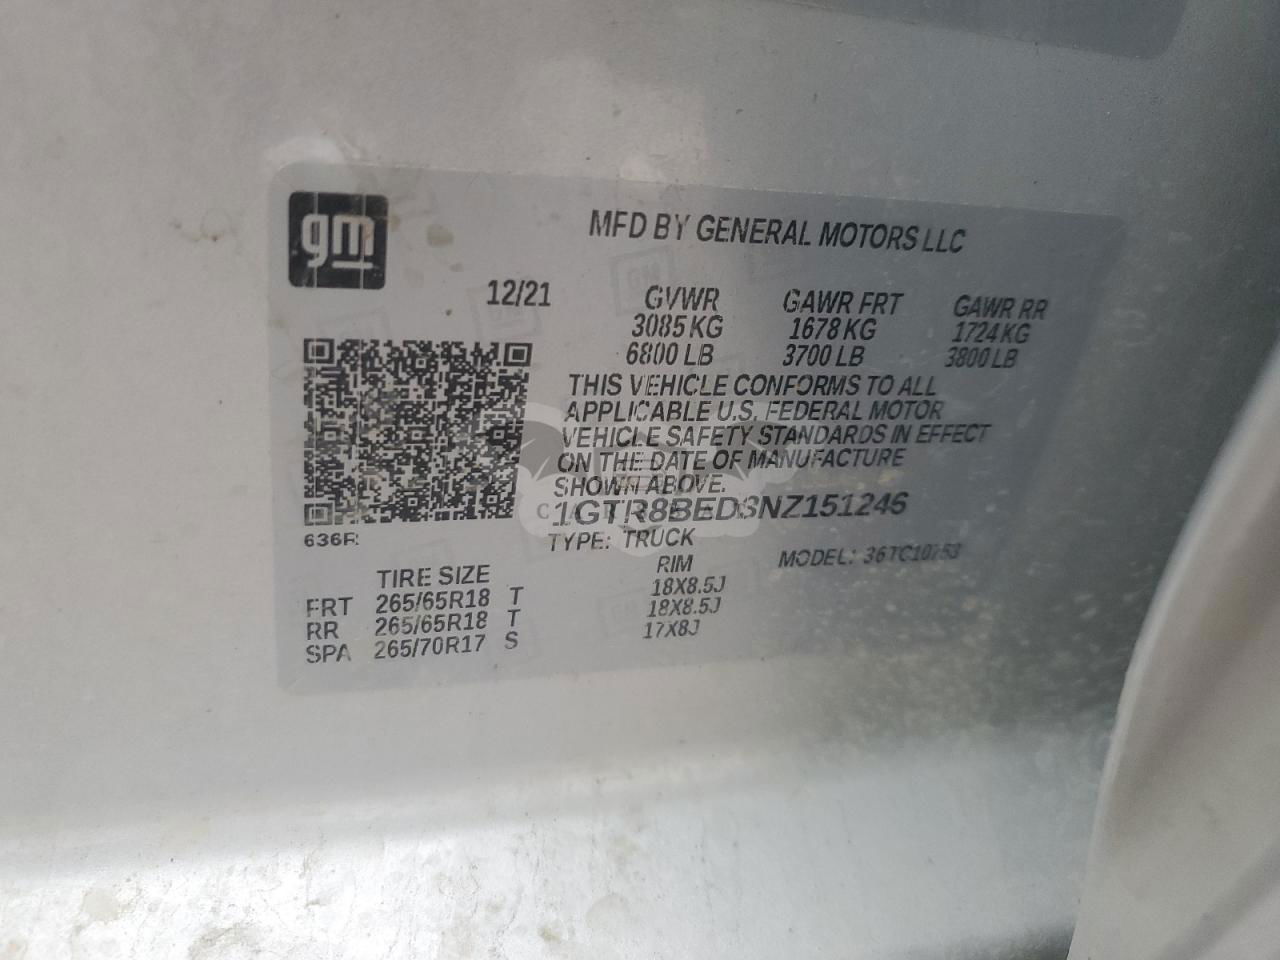 gm
MFD BY GENERAL MOTORS LLC
12/21 GVWR GAWR FRT GAWR RR
3085 KG 1678 KG 1724 KG
6800 LB 3700 LB 3800 LB
THIS VEHICLE CONFORMS TO ALL
APPLICABLE U.S. FEDERAL MOTOR
VEHICLE SAFETY STANDARDS IN EFFECT
ON THE DATE OF MANUFACTURE
SHOWN ABOVE.
1GTR8BED3NZ151246
636R
TYPE: TRUCK MODEL:
TIRE SIZE RIM
FRT 265/65R18 T 18X8.5J
RR 265/65R18 T 18X8.5J
SPA 265/70R17 S 17X8J